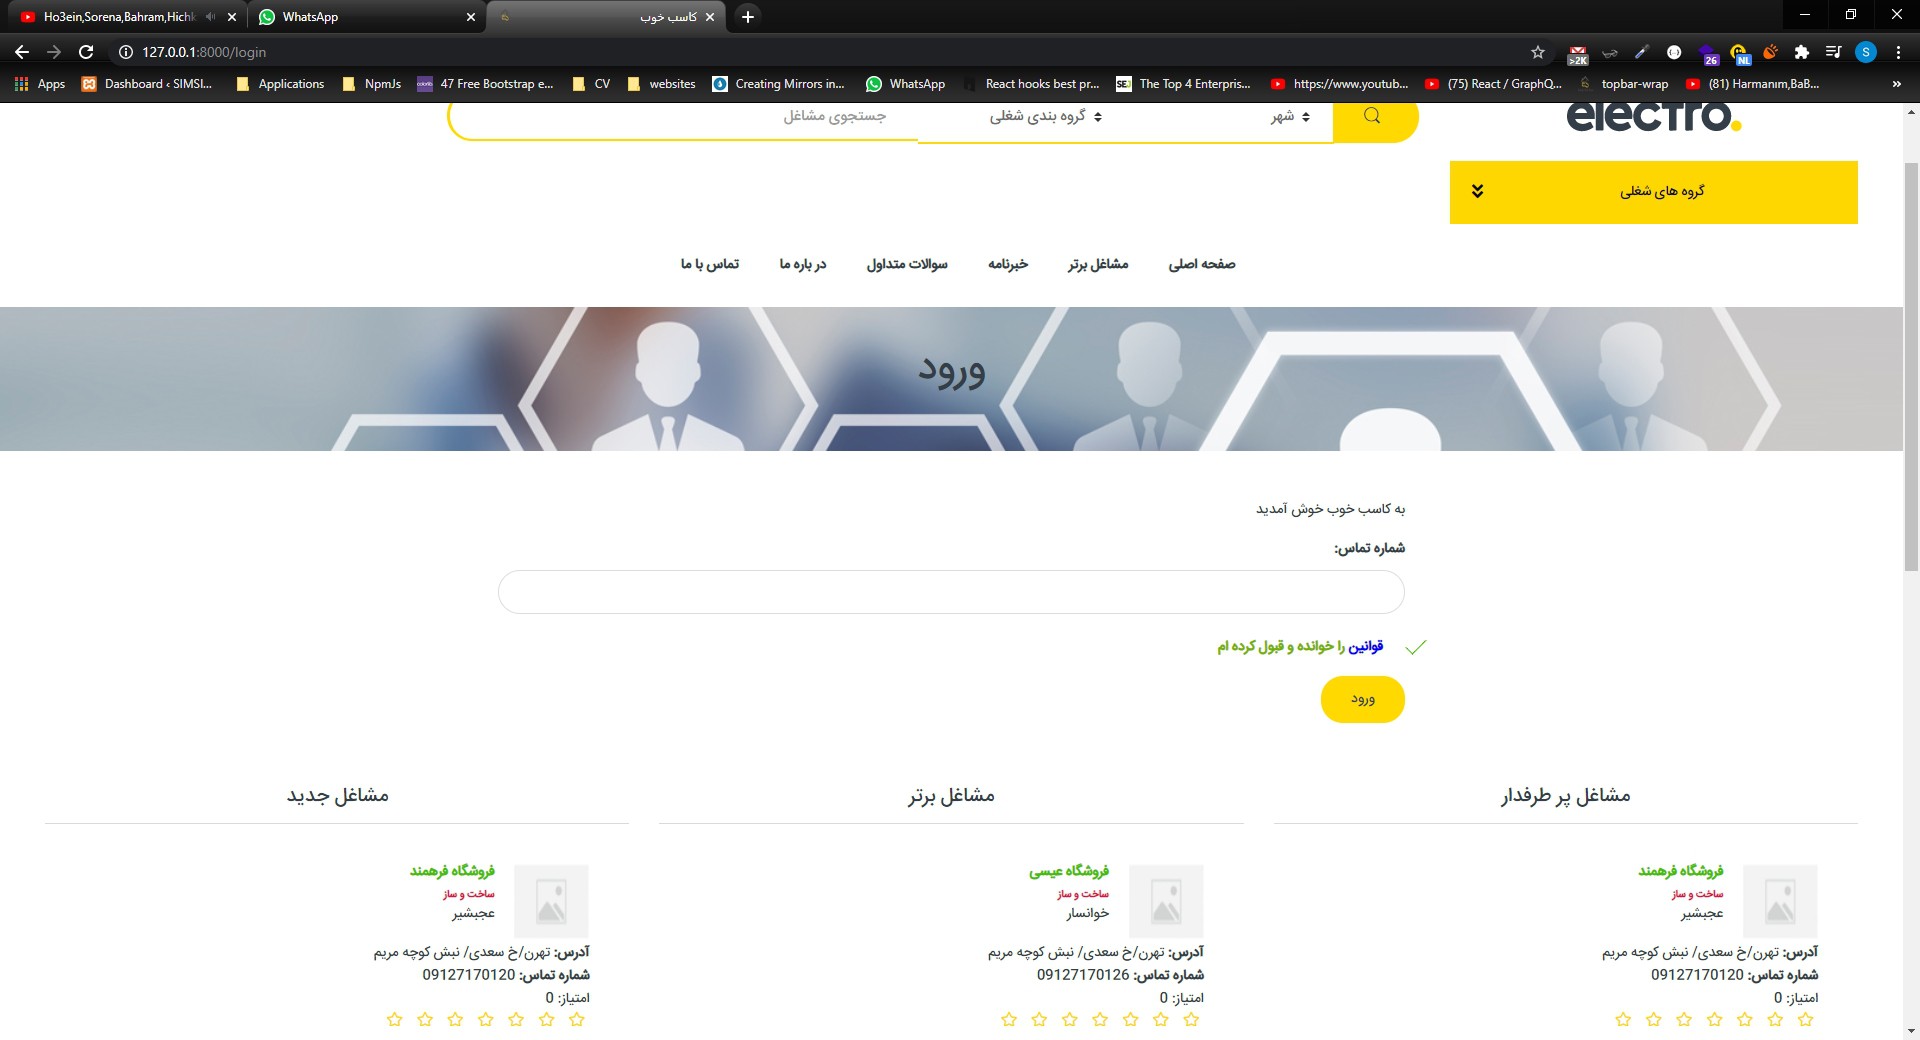 Ho3ein,Sorena,Bahram,Hichk
WhatsApp
کاسب خوب
127.0.0.1:8000/login
>2K
26
NL
S
Apps
Dashboard ‹ SIMSI...
Applications
NpmJs
47 Free Bootstrap e...
CV
websites
Creating Mirrors in...
WhatsApp
React hooks best pr...
The Top 4 Enterpris...
https://www.youtub...
(75) React / GraphQ...
topbar-wrap
(81) Harmanım,BaB...
electro.
شهر
گروه بندی شغلی
جستجوی مشاغل
گروه های شغلی
صفحه اصلی
مشاغل برتر
خبرنامه
سوالات متداول
در باره ما
تماس با ما
ورود
به کاسب خوب خوش آمدید
شماره تماس:
قوانین را خوانده و قبول کرده ام
ورود
مشاغل پر طرفدار
فروشگاه فرهمند
ساخت و ساز
عجبشیر
آدرس: تهرن/خ سعدی/ نبش کوچه مریم
شماره تماس: 09127170120
امتیاز: 0
مشاغل برتر
فروشگاه عیسی
ساخت و ساز
خوانسار
آدرس: تهرن/خ سعدی/ نبش کوچه مریم
شماره تماس: 09127170126
امتیاز: 0
مشاغل جدید
فروشگاه فرهمند
ساخت و ساز
عجبشیر
آدرس: تهرن/خ سعدی/ نبش کوچه مریم
شماره تماس: 09127170120
امتیاز: 0